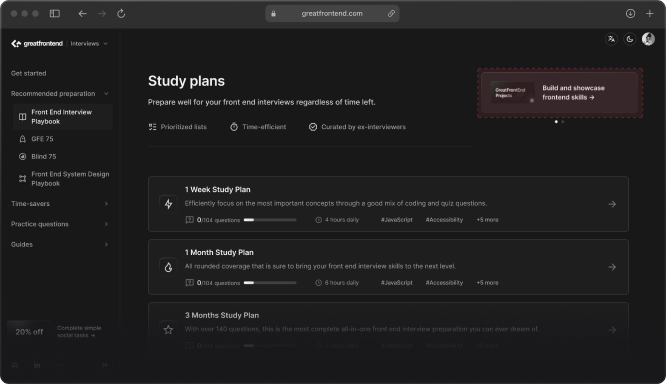 greatfrontend.com
greatfrontend | Interviews
Get started
Recommended preparation
Front End Interview
Playbook
GFE 75
Blind 75
Front End System Design
Playbook
Time-savers
Practice questions
Guides
20% off
Complete simple
social tasks →
Study plans
Prepare well for your front end interviews regardless of time left.
Prioritized lists
Time-efficient
Curated by ex-interviewers
GreatFrontEnd
Projects
Build and showcase
frontend skills →
1 Week Study Plan
Efficiently focus on the most important concepts through a good mix of coding and quiz questions.
0/104 questions
4 hours daily
#JavaScript
#Accessibility
+5 more
1 Month Study Plan
All rounded coverage that is sure to bring your front end interview skills to the next level.
0/104 questions
6 hours daily
#JavaScript
#Accessibility
+5 more
3 Months Study Plan
With over 140 questions, this is the most complete all-in-one front end interview preparation you can ever dream of.